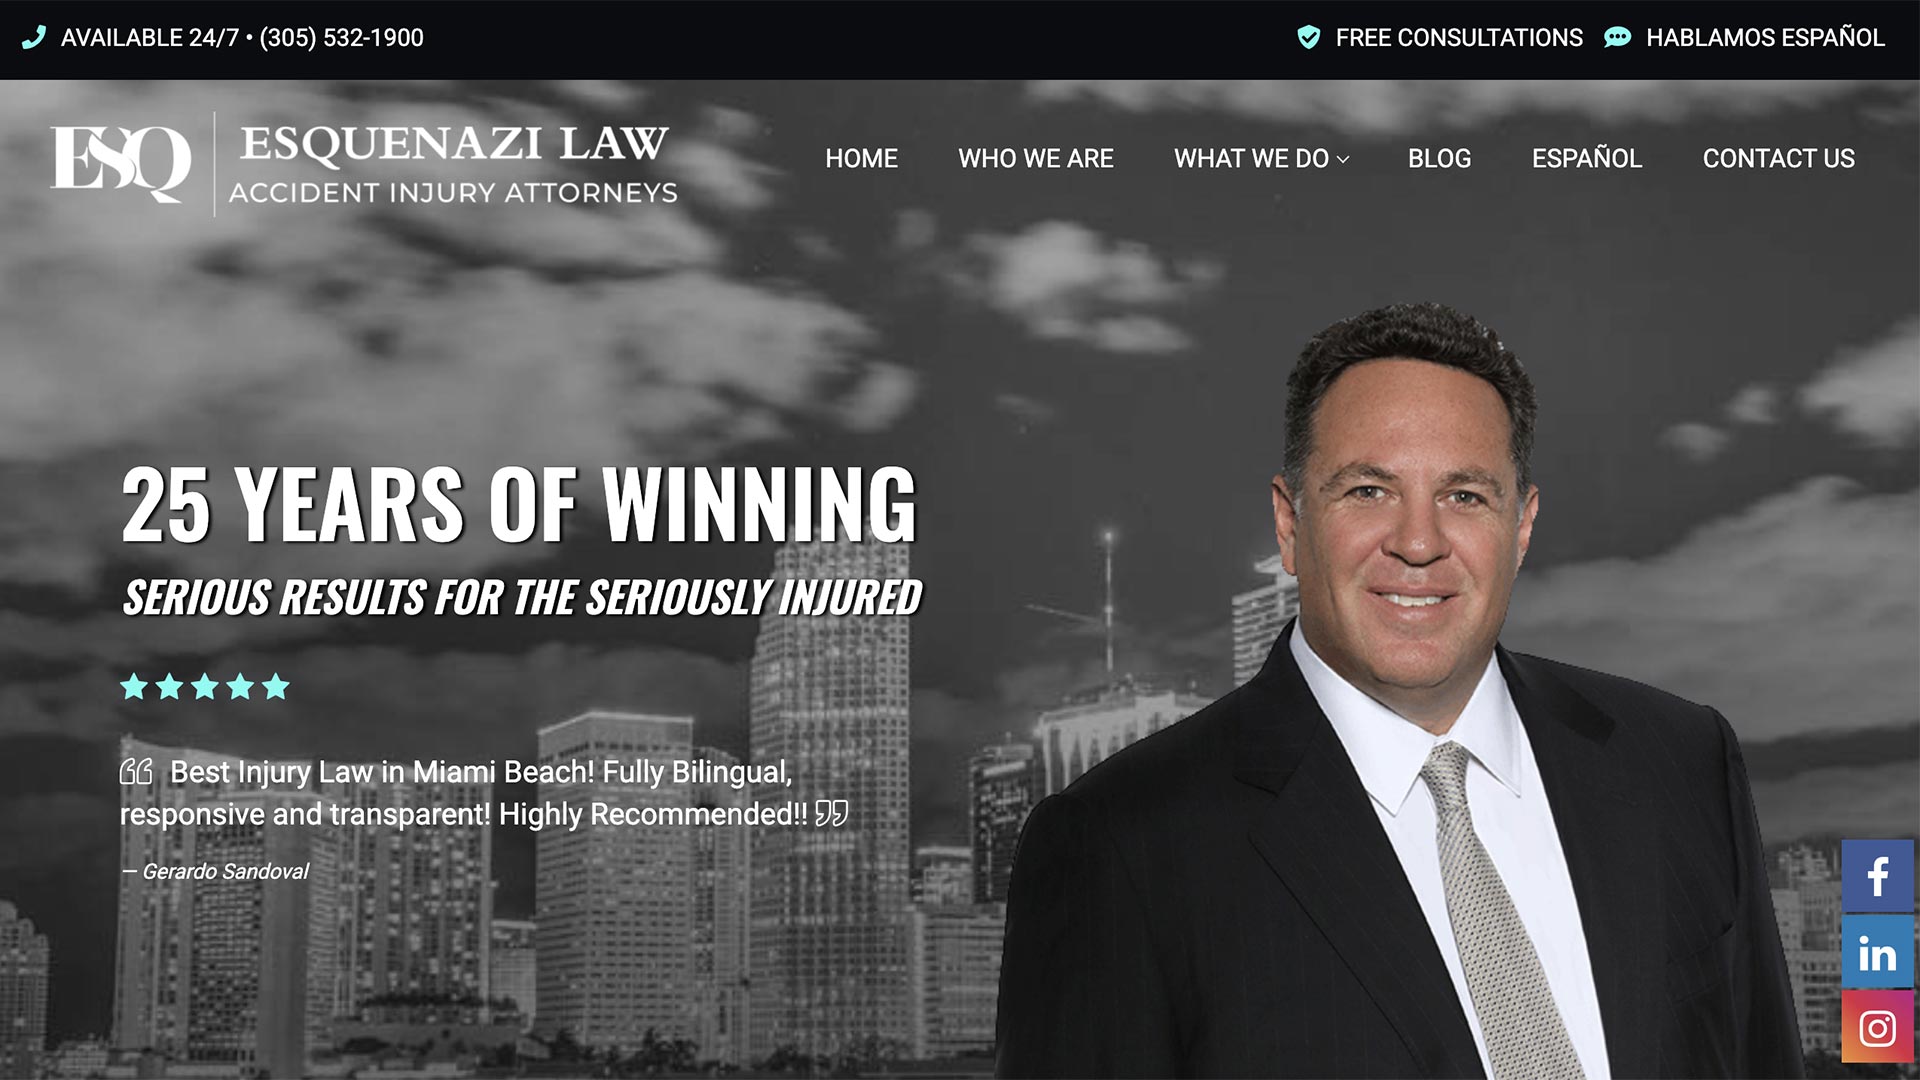 AVAILABLE 24/7 • (305) 532-1900
FREE CONSULTATIONS
HABLAMOS ESPAÑOL
ESQ
ESQUENAZI LAW
ACCIDENT INJURY ATTORNEYS
HOME
WHO WE ARE
WHAT WE DO
BLOG
ESPAÑOL
CONTACT US
25 YEARS OF WINNING
SERIOUS RESULTS FOR THE SERIOUSLY INJURED
“ Best Injury Law in Miami Beach! Fully Bilingual,
responsive and transparent! Highly Recommended!! ”
— Gerardo Sandoval
f
in